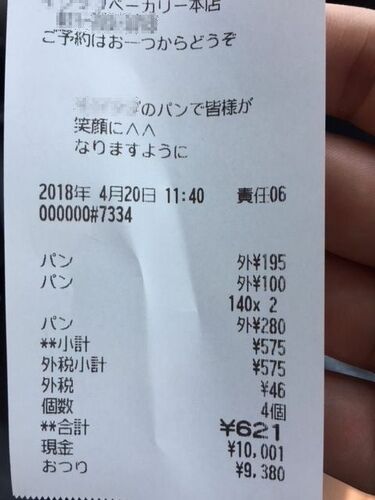 ベーカリー本店
ご予約はお一つからどうぞ
のパンで皆様が
笑顔に^^
なりますように
2018年 4月20日 11:40 責任06
000000#7334
パン 外¥195
パン 外¥100
140x 2
パン 外¥280
**小計 ¥575
外税小計 ¥575
外税 ¥46
個数 4個
**合計 ¥621
現金 ¥10,001
おつり ¥9,380